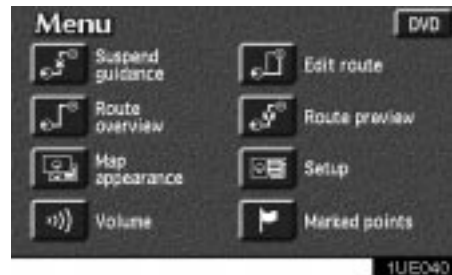 Menu
DVD
Suspend
guidance
Edit route
Route
overview
Route preview
Map
appearance
Setup
Volume
Marked points
1UE040